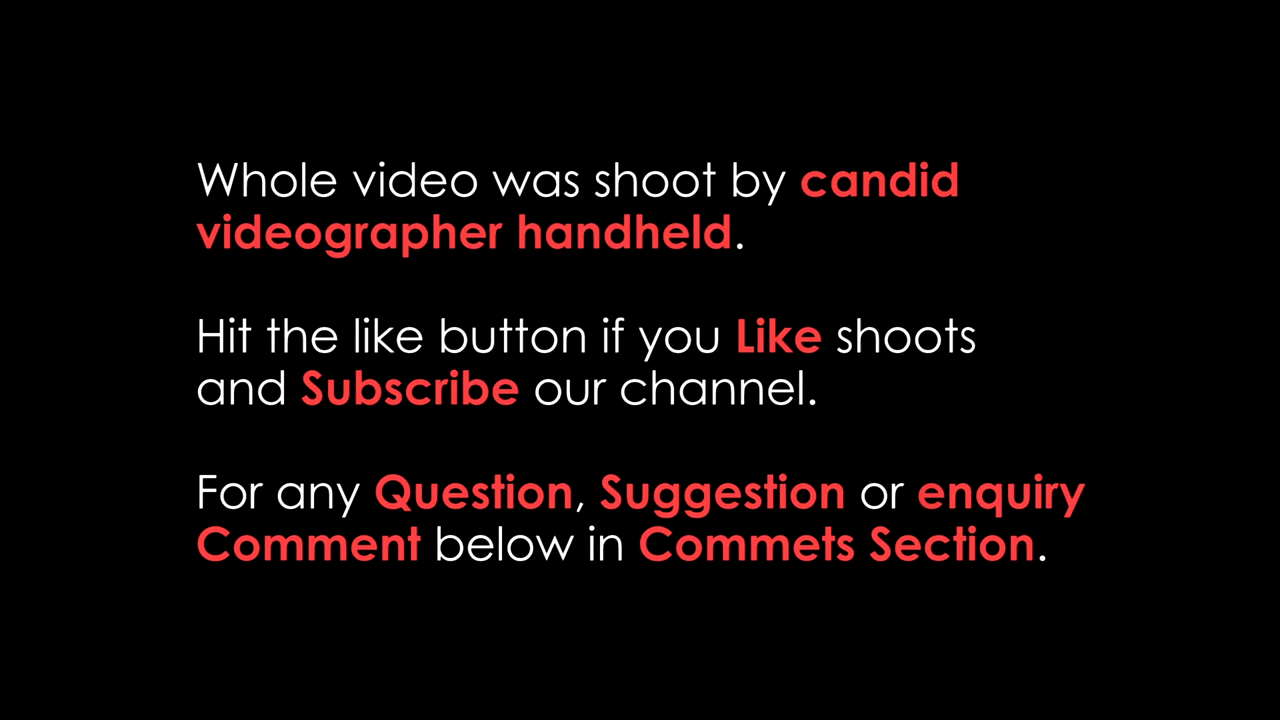 Whole video was shoot by candid
videographer handheld.
Hit the like button if you Like shoots
and Subscribe our channel.
For any Question, Suggestion or enquiry
Comment below in Commets Section.